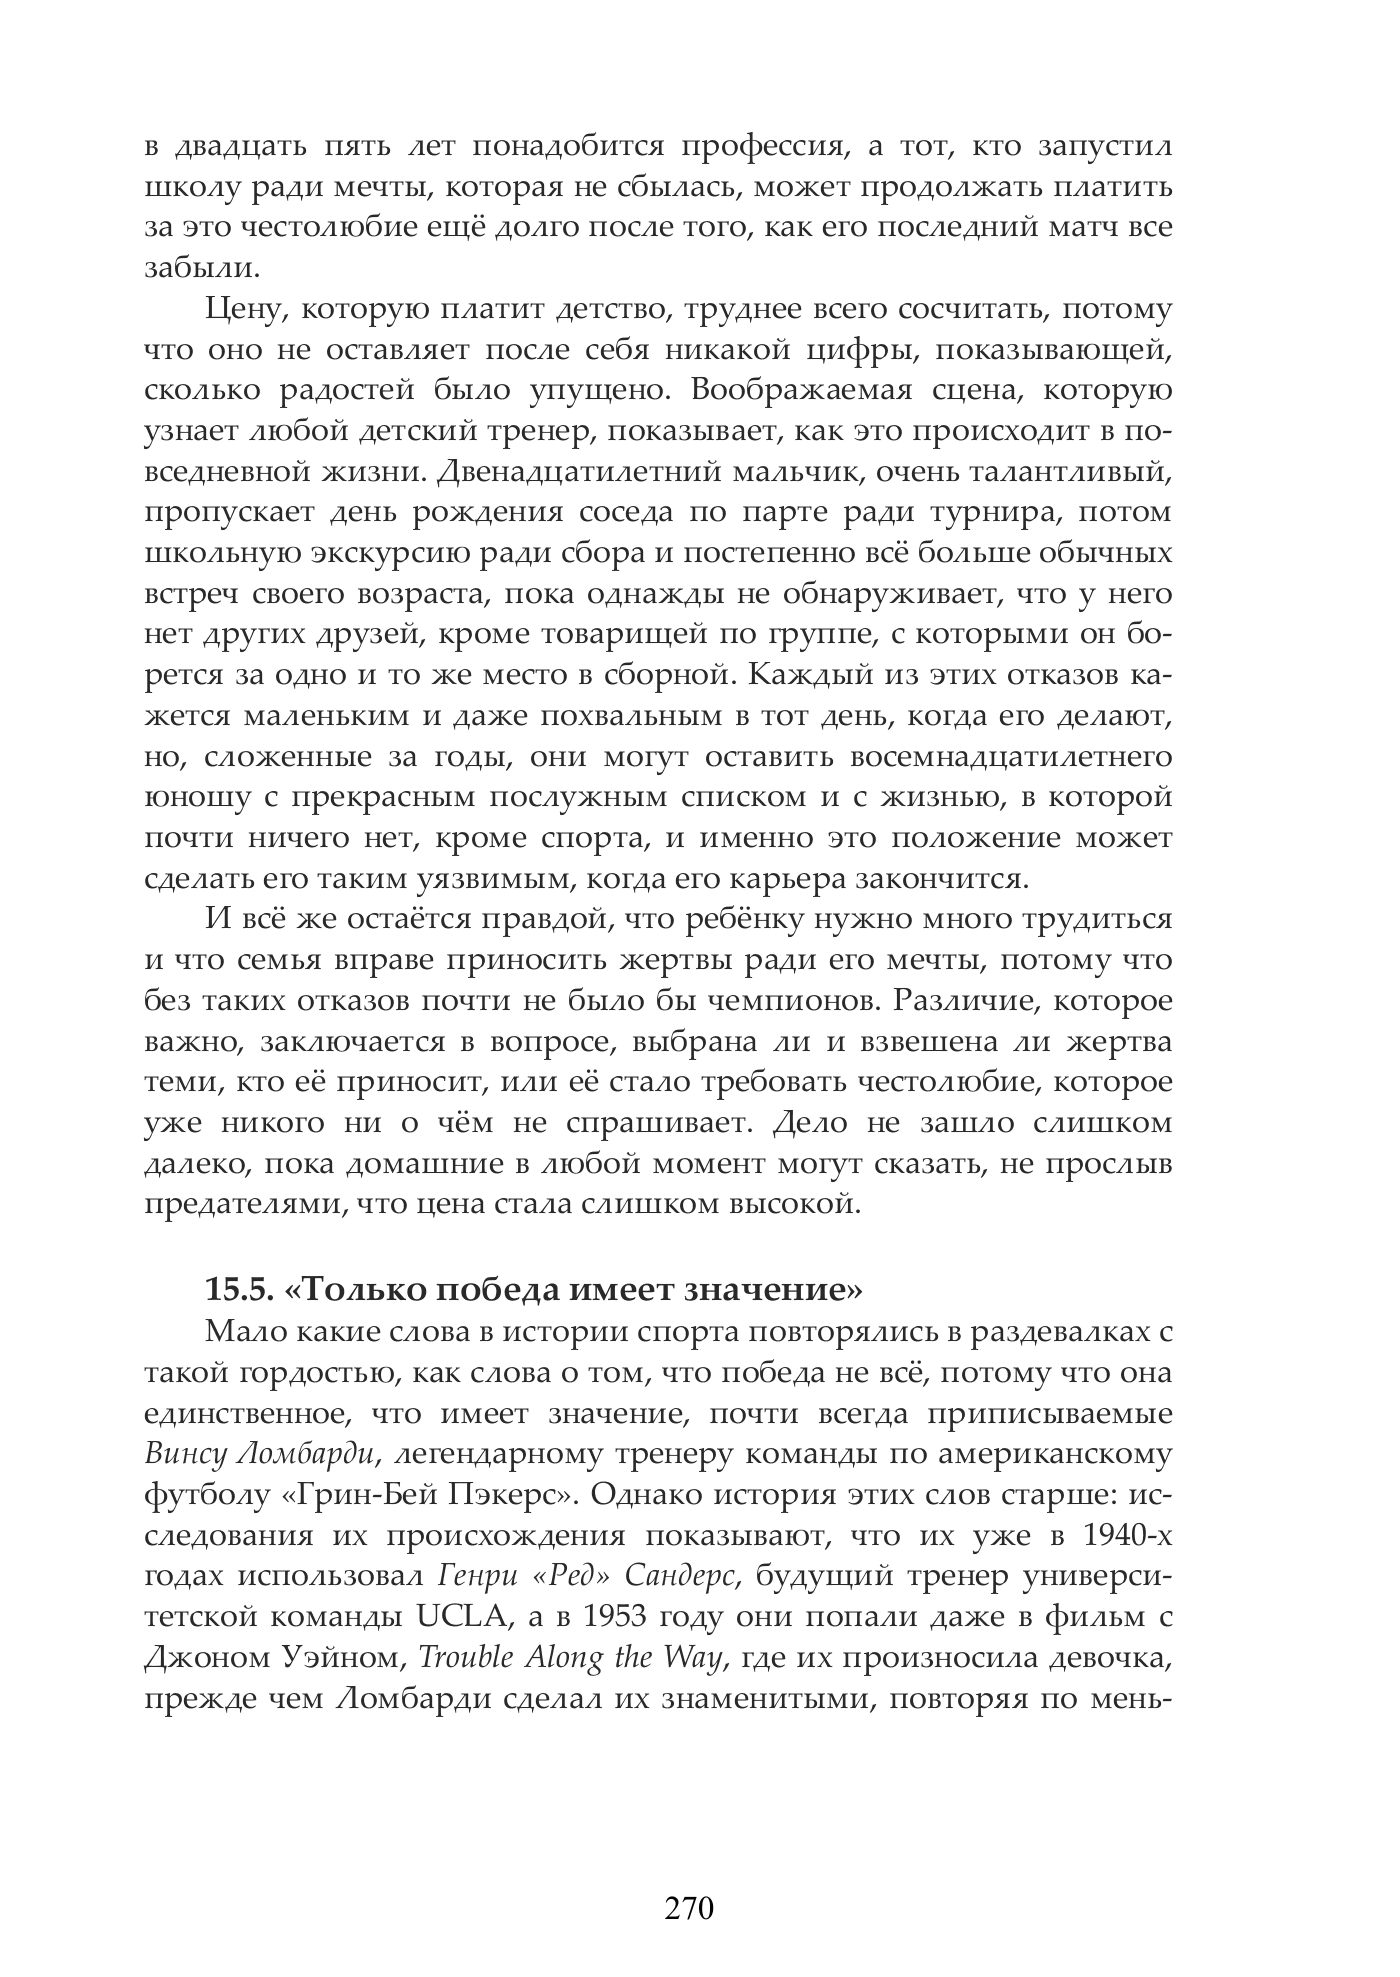 в двадцать пять лет понадобится профессия, а тот, кто запустил
школу ради мечты, которая не сбылась, может продолжать платить
за это честолюбие ещё долго после того, как его последний матч все
забыли.
Цену, которую платит детство, труднее всего сосчитать, потому
что оно не оставляет после себя никакой цифры, показывающей,
сколько радостей было упущено. Воображаемая сцена, которую
узнает любой детский тренер, показывает, как это происходит в по-
вседневной жизни. Двенадцатилетний мальчик, очень талантливый,
пропускает день рождения соседа по парте ради турнира, потом
школьную экскурсию ради сбора и постепенно всё больше обычных
встреч своего возраста, пока однажды не обнаруживает, что у него
нет других друзей, кроме товарищей по группе, с которыми он бо-
рется за одно и то же место в сборной. Каждый из этих отказов ка-
жется маленьким и даже похвальным в тот день, когда его делают,
но, сложенные за годы, они могут оставить восемнадцатилетнего
юношу с прекрасным послужным списком и с жизнью, в которой
почти ничего нет, кроме спорта, и именно это положение может
сделать его таким уязвимым, когда его карьера закончится.
И всё же остаётся правдой, что ребёнку нужно много трудиться
и что семья вправе приносить жертвы ради его мечты, потому что
без таких отказов почти не было бы чемпионов. Различие, которое
важно, заключается в вопросе, выбрана ли и взвешена ли жертва
теми, кто её приносит, или её стало требовать честолюбие, которое
уже никого ни о чём не спрашивает. Дело не зашло слишком
далеко, пока домашние в любой момент могут сказать, не прослыв
предателями, что цена стала слишком высокой.
15.5. «Только победа имеет значение»
Мало какие слова в истории спорта повторялись в раздевалках с
такой гордостью, как слова о том, что победа не всё, потому что она
единственное, что имеет значение, почти всегда приписываемые
Винсу Ломбарди, легендарному тренеру команды по американскому
футболу «Грин-Бей Пэкерс». Однако история этих слов старше: ис-
следования их происхождения показывают, что их уже в 1940-х
годах использовал Генри «Ред» Сандерс, будущий тренер универси-
тетской команды UCLA, а в 1953 году они попали даже в фильм с
Джоном Уэйном, Trouble Along the Way, где их произносила девочка,
прежде чем Ломбарди сделал их знаменитыми, повторяя по мень-
270